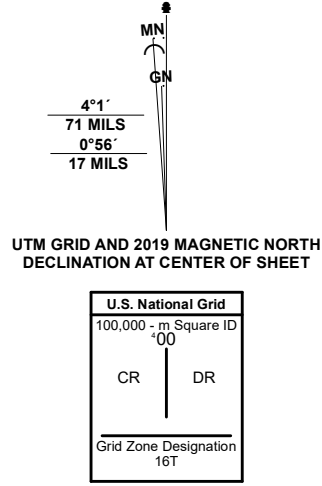 MN
GN
4°1´
71 MILS
0°56´
17 MILS
UTM GRID AND 2019 MAGNETIC NORTH
DECLINATION AT CENTER OF SHEET
U.S. National Grid
100,000 - m Square ID
⁴00
CR DR
Grid Zone Designation
16T